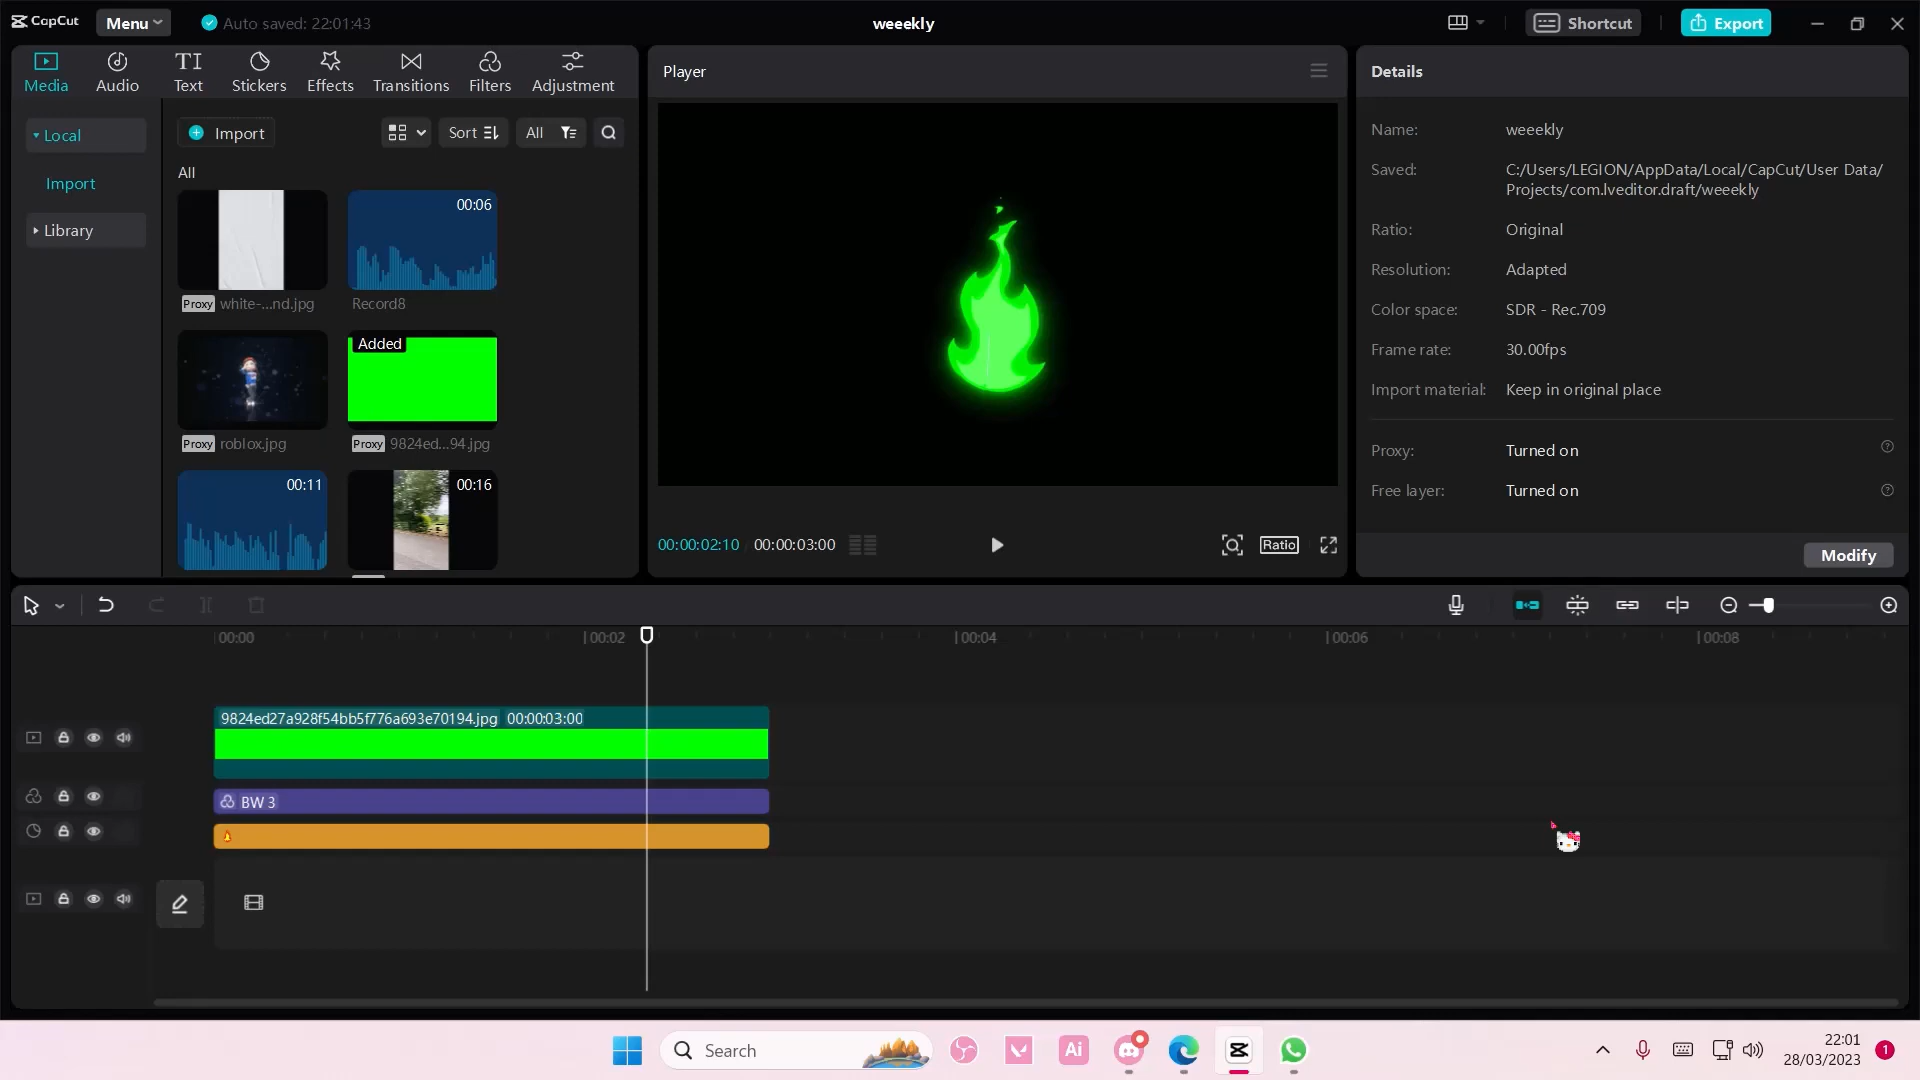 CapCut Menu Auto saved: 22:01:43 weeekly Shortcut Export
Media Audio Text Stickers Effects Transitions Filters Adjustment
Local
Import
Library
Import Sort All
All
00:06
Proxy white-...nd.jpg Record8
Added
Proxy roblox.jpg Proxy 9824ed...94.jpg
00:11 00:16
Player
00:00:02:10 00:00:03:00 Ratio
Details
Name: weeekly
Saved: C:/Users/LEGION/AppData/Local/CapCut/User Data/
Projects/com.lveditor.draft/weeekly
Ratio: Original
Resolution: Adapted
Color space: SDR - Rec.709
Frame rate: 30.00fps
Import material: Keep in original place
Proxy: Turned on
Free layer: Turned on
Modify
00:00 00:02 00:04 00:06 00:08
9824ed27a928f54bb5f776a693e70194.jpg 00:00:03:00
BW 3
Search Ai 22:01
28/03/2023 1